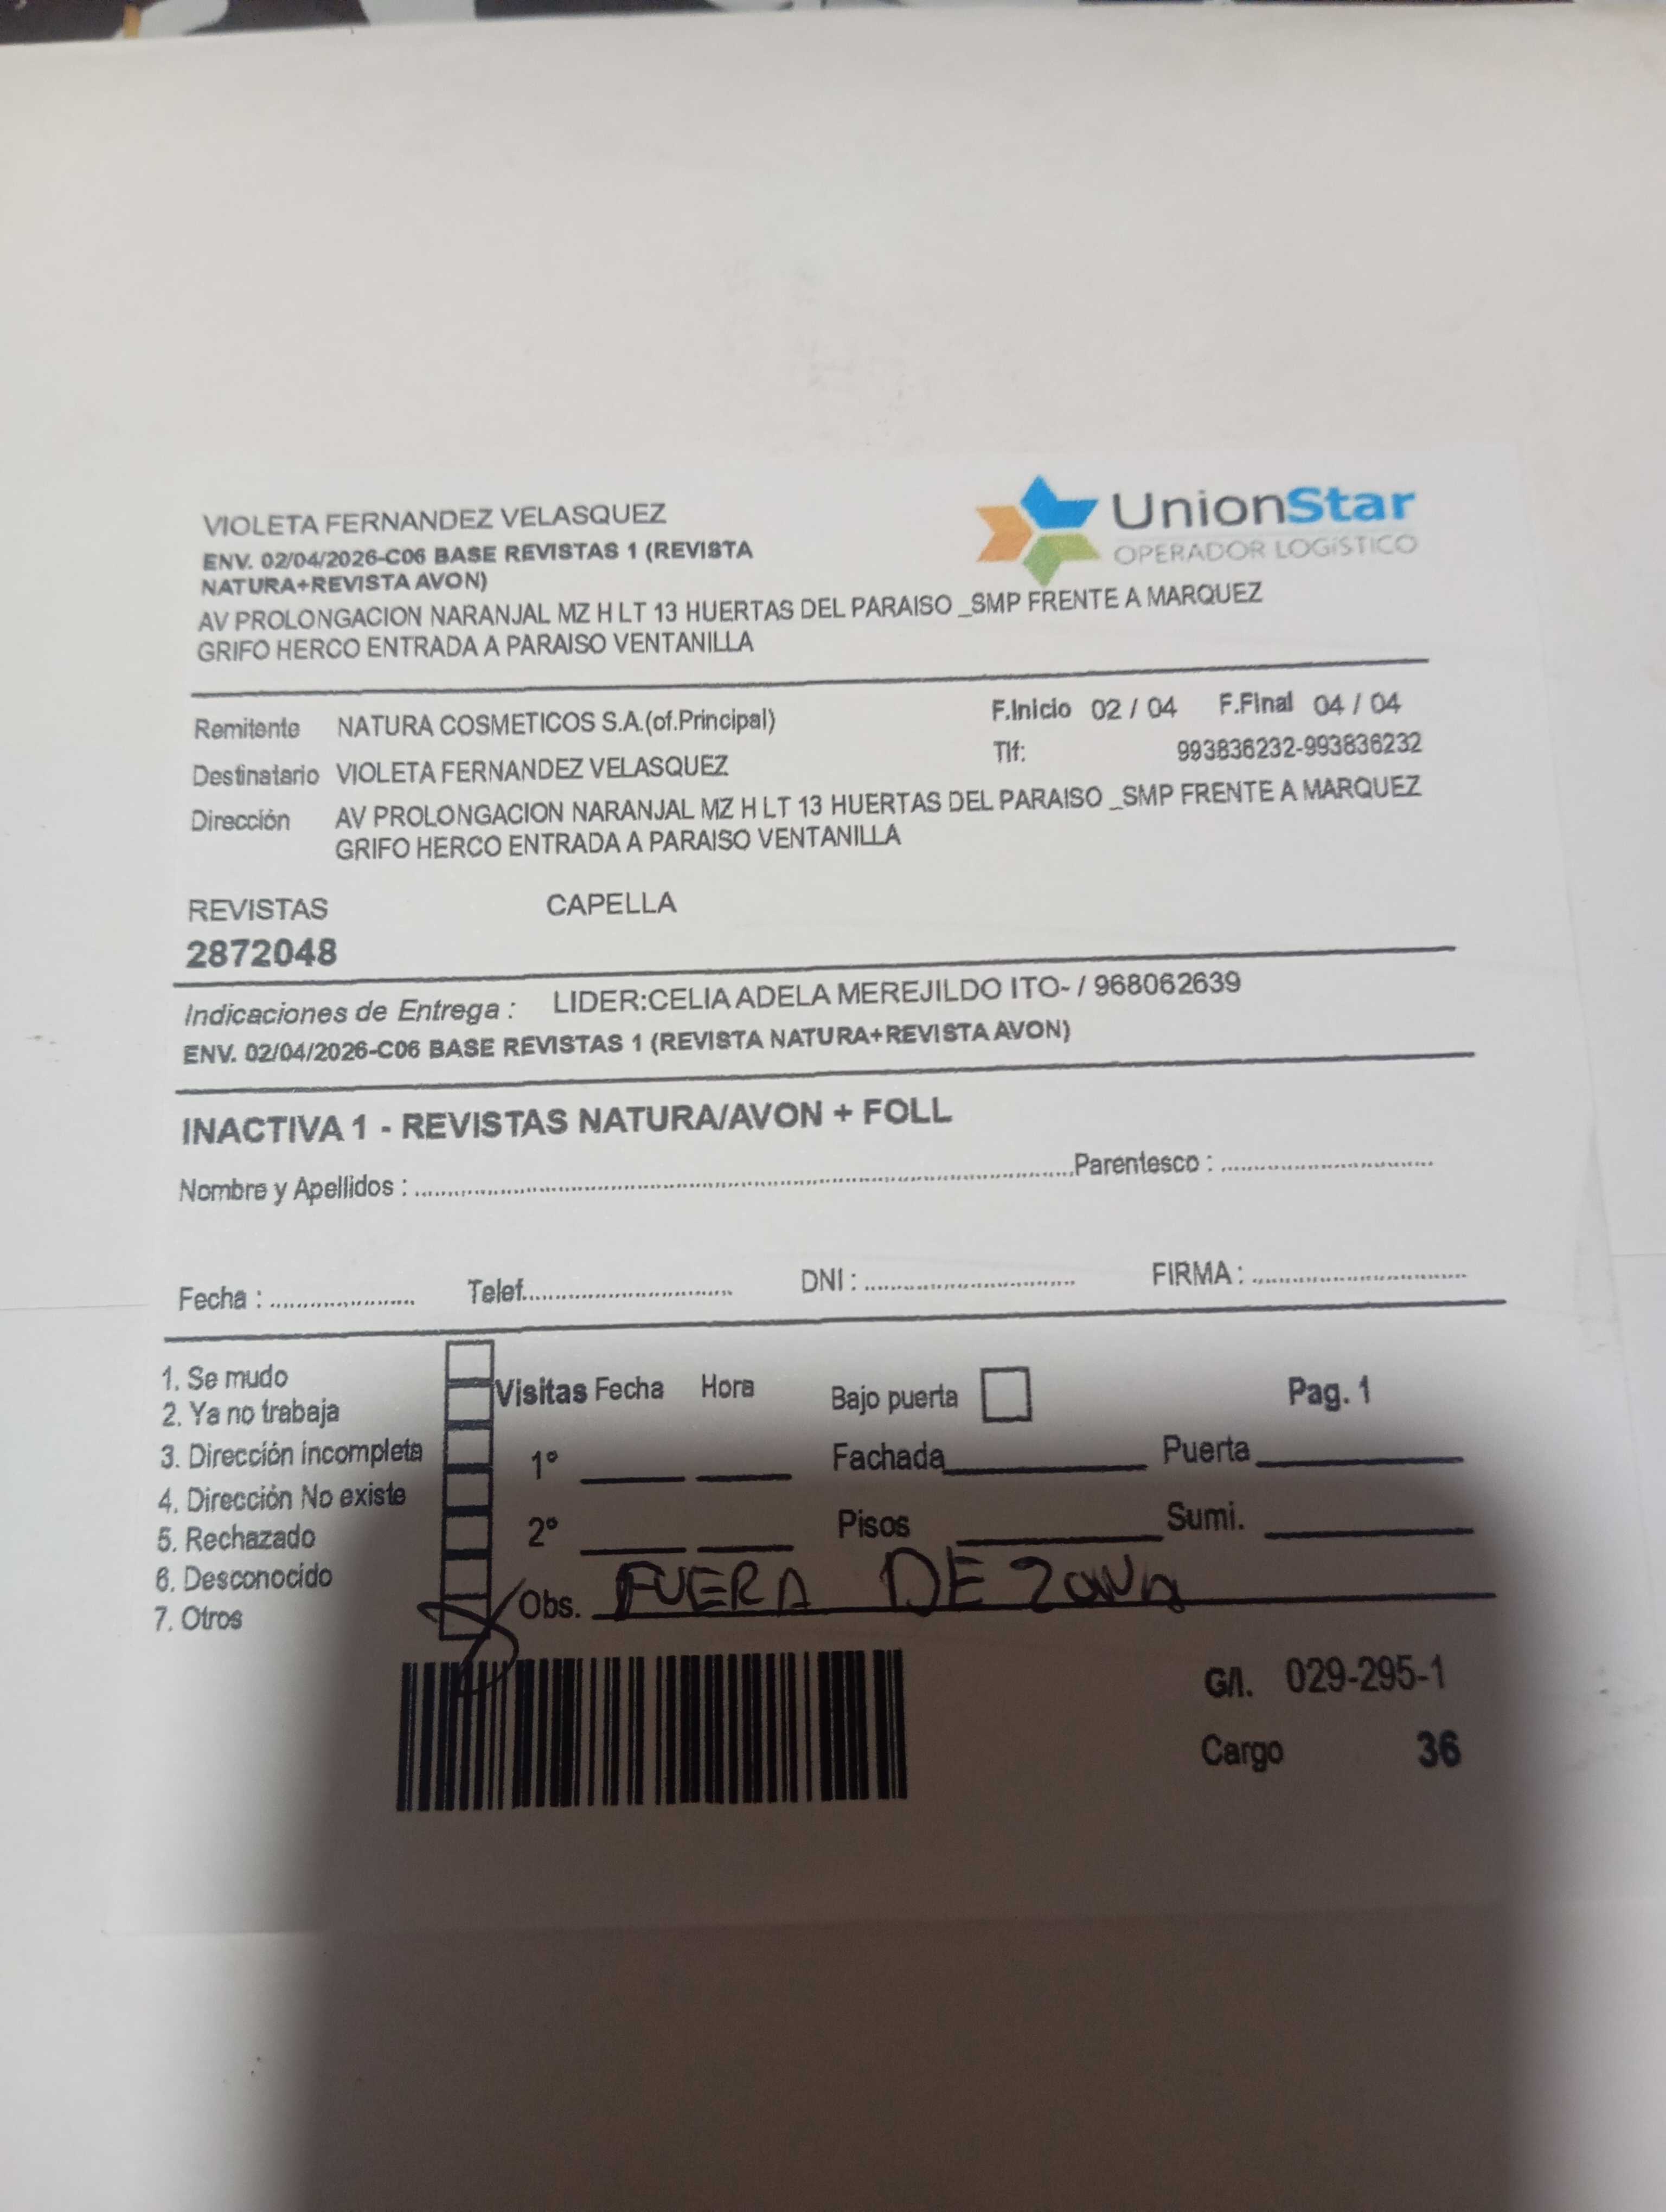 VIOLETA FERNANDEZ VELASQUEZ
ENV. 02/04/2026-C06 BASE REVISTAS 1 (REVISTA
NATURA+REVISTA AVON)
UnionStar
OPERADOR LOGÍSTICO
AV PROLONGACION NARANJAL MZ H LT 13 HUERTAS DEL PARAISO _SMP FRENTE A MARQUEZ
GRIFO HERCO ENTRADA A PARAISO VENTANILLA
Remitente NATURA COSMETICOS S.A.(of.Principal) F.Inicio 02 / 04 F.Final 04 / 04
Tlf: 993836232-993836232
Destinatario VIOLETA FERNANDEZ VELASQUEZ
Dirección AV PROLONGACION NARANJAL MZ H LT 13 HUERTAS DEL PARAISO _SMP FRENTE A MARQUEZ
GRIFO HERCO ENTRADA A PARAISO VENTANILLA
REVISTAS CAPELLA
2872048
Indicaciones de Entrega : LIDER:CELIA ADELA MEREJILDO ITO- / 968062639
ENV. 02/04/2026-C06 BASE REVISTAS 1 (REVISTA NATURA+REVISTA AVON)
INACTIVA 1 - REVISTAS NATURA/AVON + FOLL
Nombre y Apellidos : Parentesco :
Fecha : Telef. DNI : FIRMA :
1. Se mudo
2. Ya no trabaja
3. Dirección incompleta
4. Dirección No existe
5. Rechazado
6. Desconocido
7. Otros
Visitas Fecha Hora Bajo puerta Pag. 1
1º Fachada Puerta
2º Pisos Sumi.
Obs. FUERA DE ZONA
G/I. 029-295-1
Cargo 36